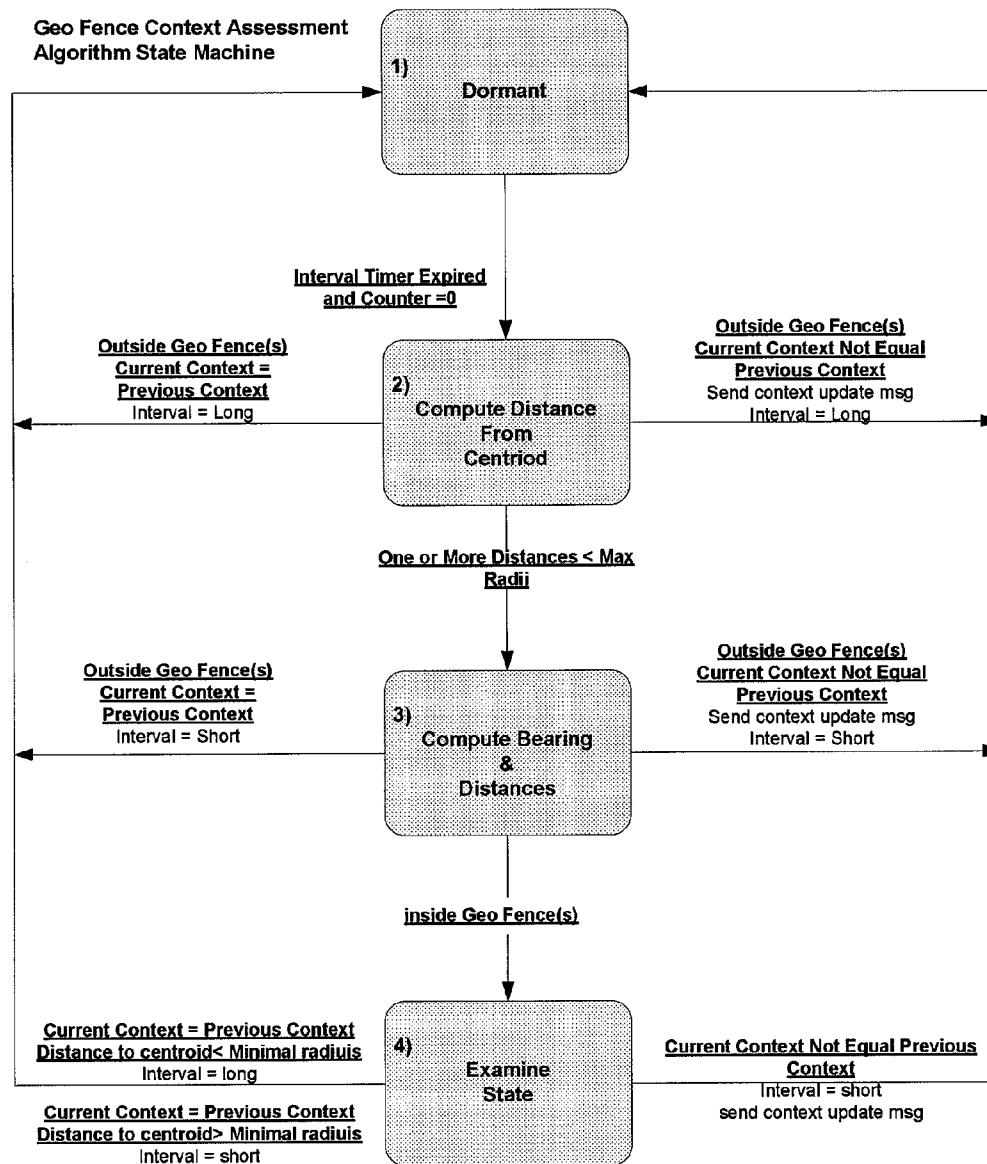 Geo Fence Context Assessment
Algorithm State Machine
1)
Dormant
Interval Timer Expired
and Counter =0
Outside Geo Fence(s)
Current Context =
Previous Context
Interval = Long
2)
Compute Distance
From
Centriod
Outside Geo Fence(s)
Current Context Not Equal
Previous Context
Send context update msg
Interval = Long
One or More Distances < Max
Radij
Outside Geo Fence(s)
Current Context =
Previous Context
Interval = Short
3)
Compute Bearing
&
Distances
Outside Geo Fence(s)
Current Context Not Equal
Previous Context
Send context update msg
Interval = Short
inside Geo Fence(s)
Current Context = Previous Context
Distance to centroid< Minimal radiuis
Interval = long
Current Context = Previous Context
Distance to centroid> Minimal radiuis
Interval = short
4)
Examine
State
Current Context Not Equal Previous
Context
Interval = short
send context update msg